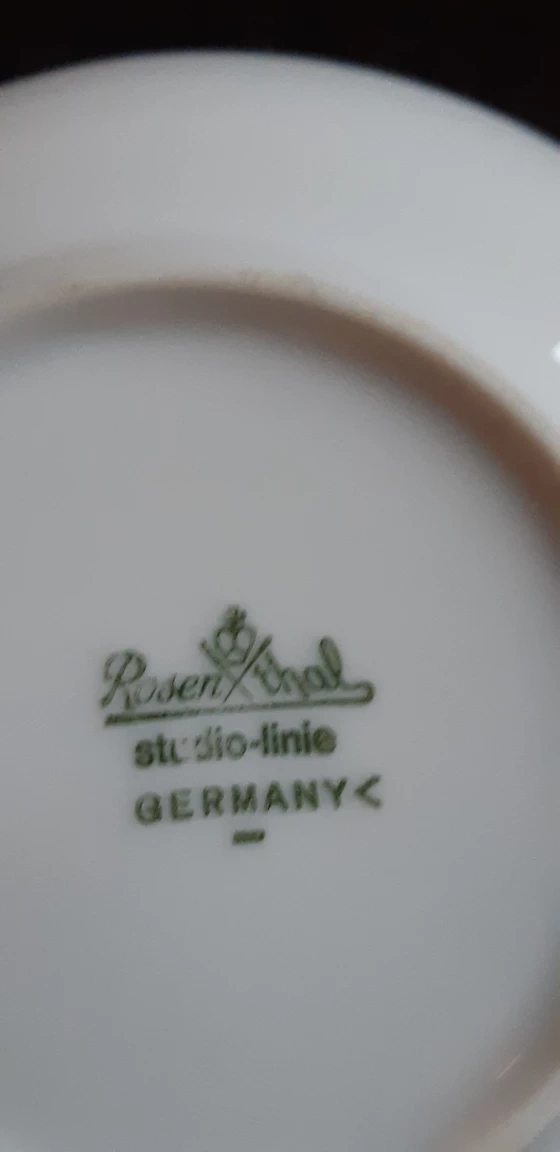 Rosenthal
studio-linie
GERMANY<
-